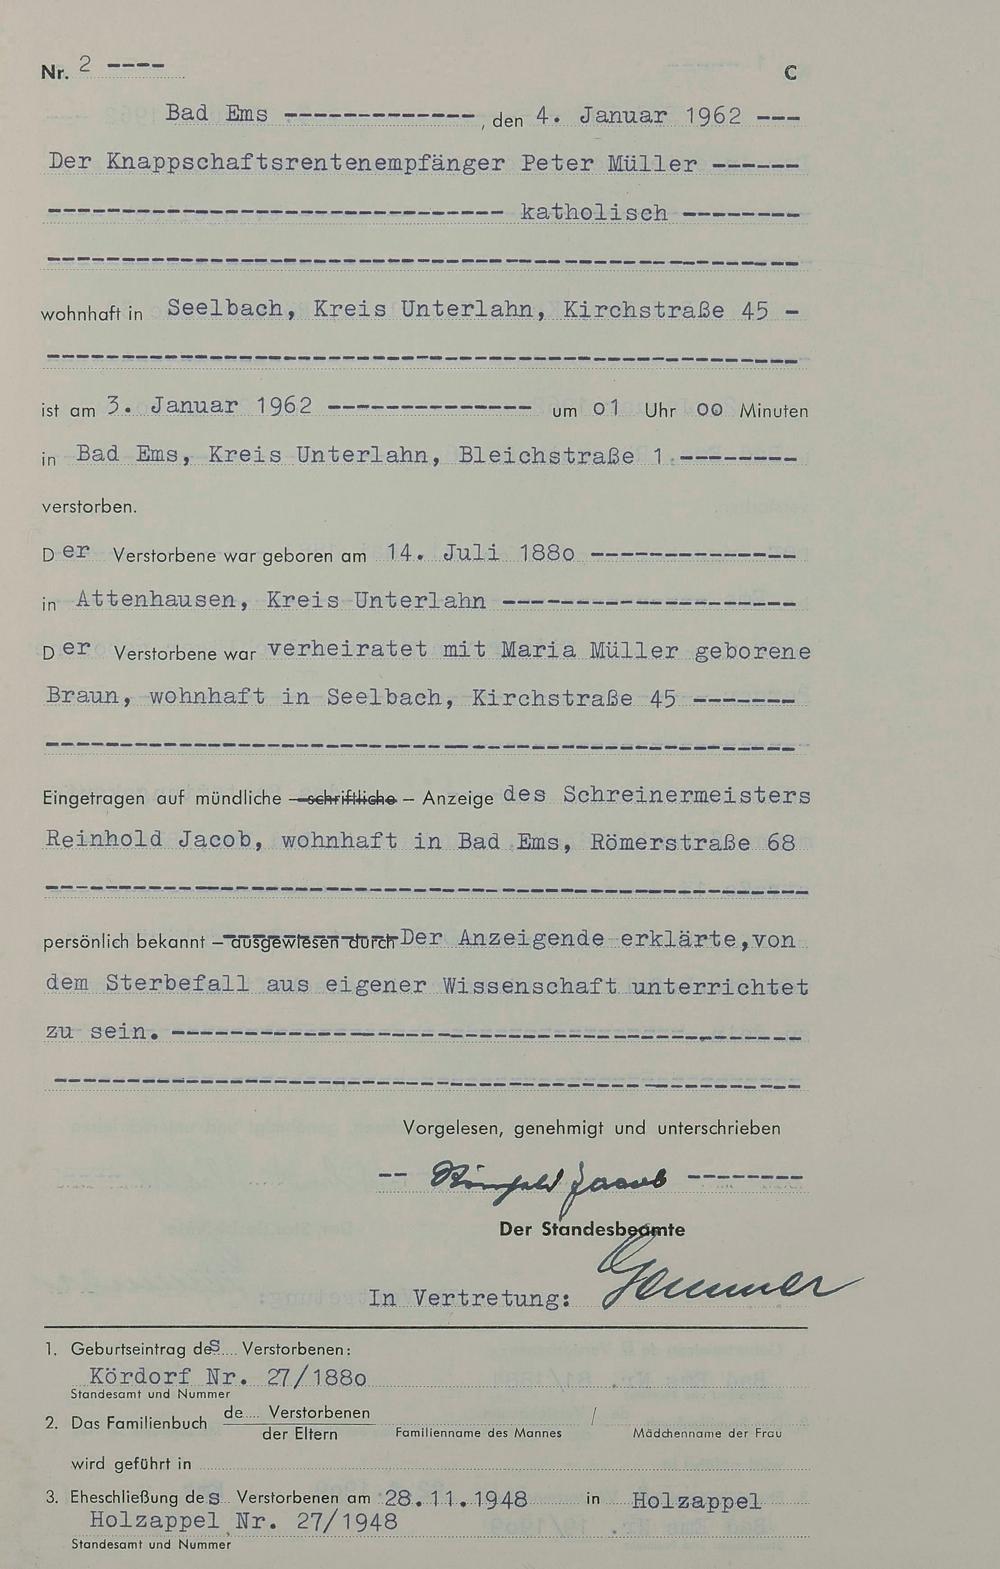 Nr. 2 ----
C
Bad Ems -------------, den 4. Januar 1962 ---
Der Knappschaftsrentenempfänger Peter Müller ------
------------------------------- katholisch --------
---------------------------------------------------
wohnhaft in Seelbach, Kreis Unterlahn, Kirchstraße 45 -
---------------------------------------------------
ist am 3. Januar 1962 -------------- um o1 Uhr oo Minuten
in Bad Ems, Kreis Unterlahn, Bleichstraße 1.--------
verstorben.
Der Verstorbene war geboren am 14. Juli 188o --------------
in Attenhausen, Kreis Unterlahn --------------------
Der Verstorbene war verheiratet mit Maria Müller geborene
Braun, wohnhaft in Seelbach, Kirchstraße 45 -------
---------------------------------------------------
Eingetragen auf mündliche – schriftliche – Anzeige des Schreinermeisters
Reinhold Jacob, wohnhaft in Bad Ems, Römerstraße 68
---------------------------------------------------
persönlich bekannt – ausgewiesen durch Der Anzeigende erklärte,von
dem Sterbefall aus eigener Wissenschaft unterrichtet
zu sein. -------------------------------------------
---------------------------------------------------
Vorgelesen, genehmigt und unterschrieben
-- Reinhold Jacob --------
Der Standesbeamte
In Vertretung:
1. Geburtseintrag des Verstorbenen:
Kördorf Nr. 27/188o
Standesamt und Nummer
2. Das Familienbuch de Verstorbenen /
der Eltern Familienname des Mannes Mädchenname der Frau
wird geführt in
3. Eheschließung des Verstorbenen am 28.11.1948 in Holzappel
Holzappel Nr. 27/1948
Standesamt und Nummer